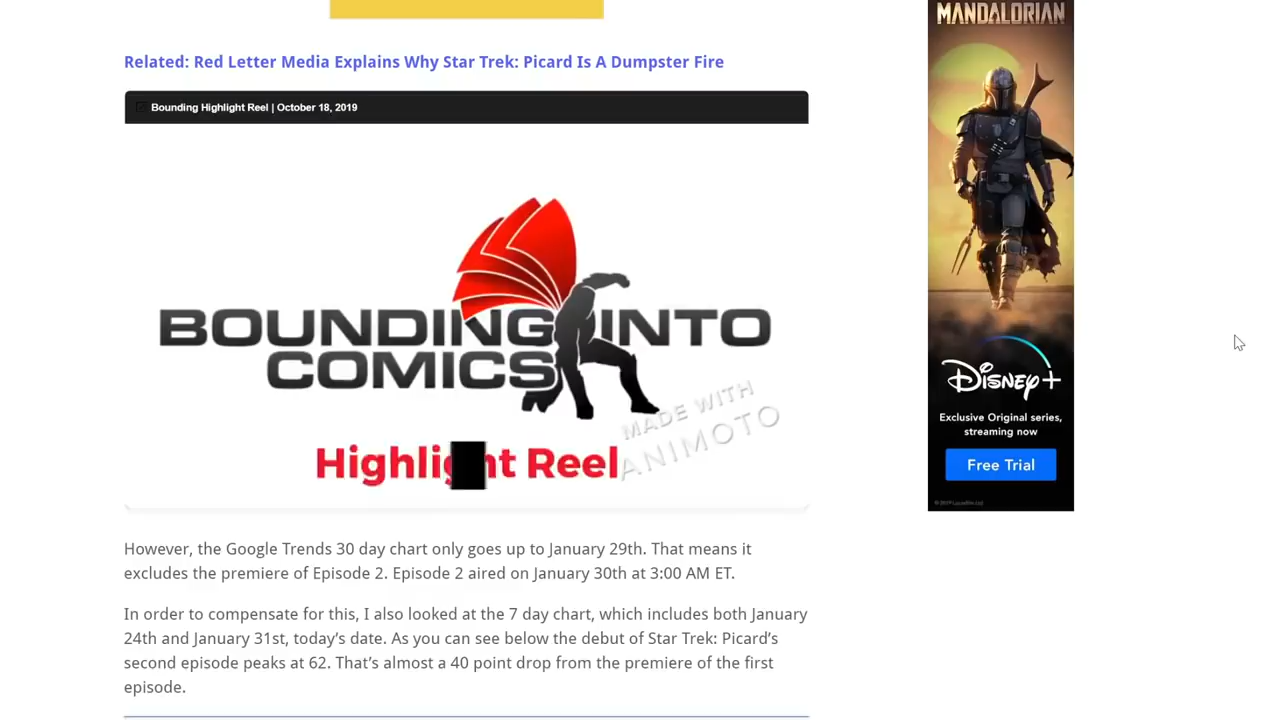 MANDALORIAN
Related: Red Letter Media Explains Why Star Trek: Picard Is A Dumpster Fire
Bounding Highlight Reel | October 18, 2019
BOUNDING INTO
COMICS
MADE WITH
ANIMOTO
Reel
Disney+
Exclusive Original series,
streaming now
Free Trial
However, the Google Trends 30 day chart only goes up to January 29th. That means it
excludes the premiere of Episode 2. Episode 2 aired on January 30th at 3:00 AM ET.
In order to compensate for this, I also looked at the 7 day chart, which includes both January
24th and January 31st, today's date. As you can see below the debut of Star Trek: Picard's
second episode peaks at 62. That's almost a 40 point drop from the premiere of the first
episode.